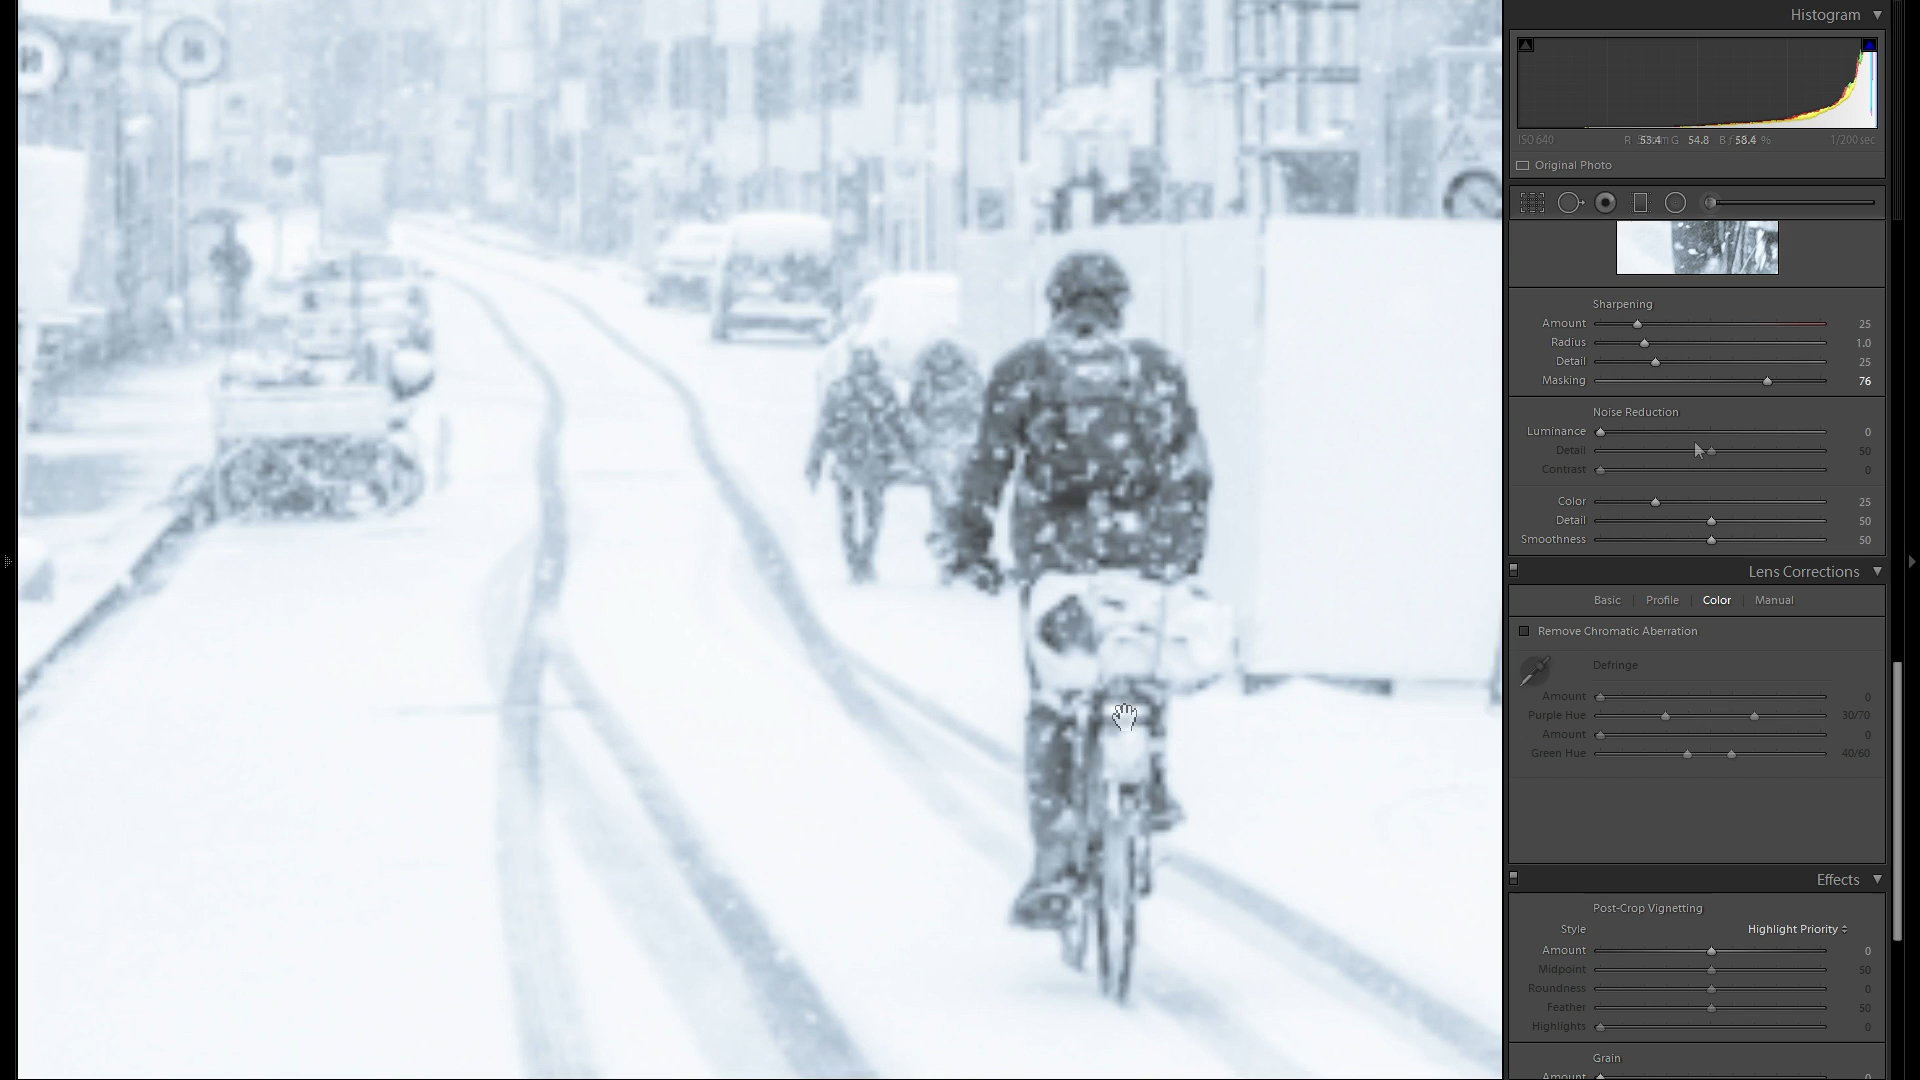 Histogram
ISO 640 R 53.4 G 54.8 B 58.4 % 1/200 sec
Original Photo
Sharpening
Amount 25
Radius 1.0
Detail 25
Masking 76
Noise Reduction
Luminance 0
Detail 50
Contrast 0
Color 25
Detail 50
Smoothness 50
Lens Corrections
Basic Profile Color Manual
Remove Chromatic Aberration
Defringe
Amount 0
Purple Hue 30/70
Amount 0
Green Hue 40/60
Effects
Post-Crop Vignetting
Style Highlight Priority
Amount 0
Midpoint 50
Roundness 0
Feather 50
Highlights 0
Grain
Amount 0